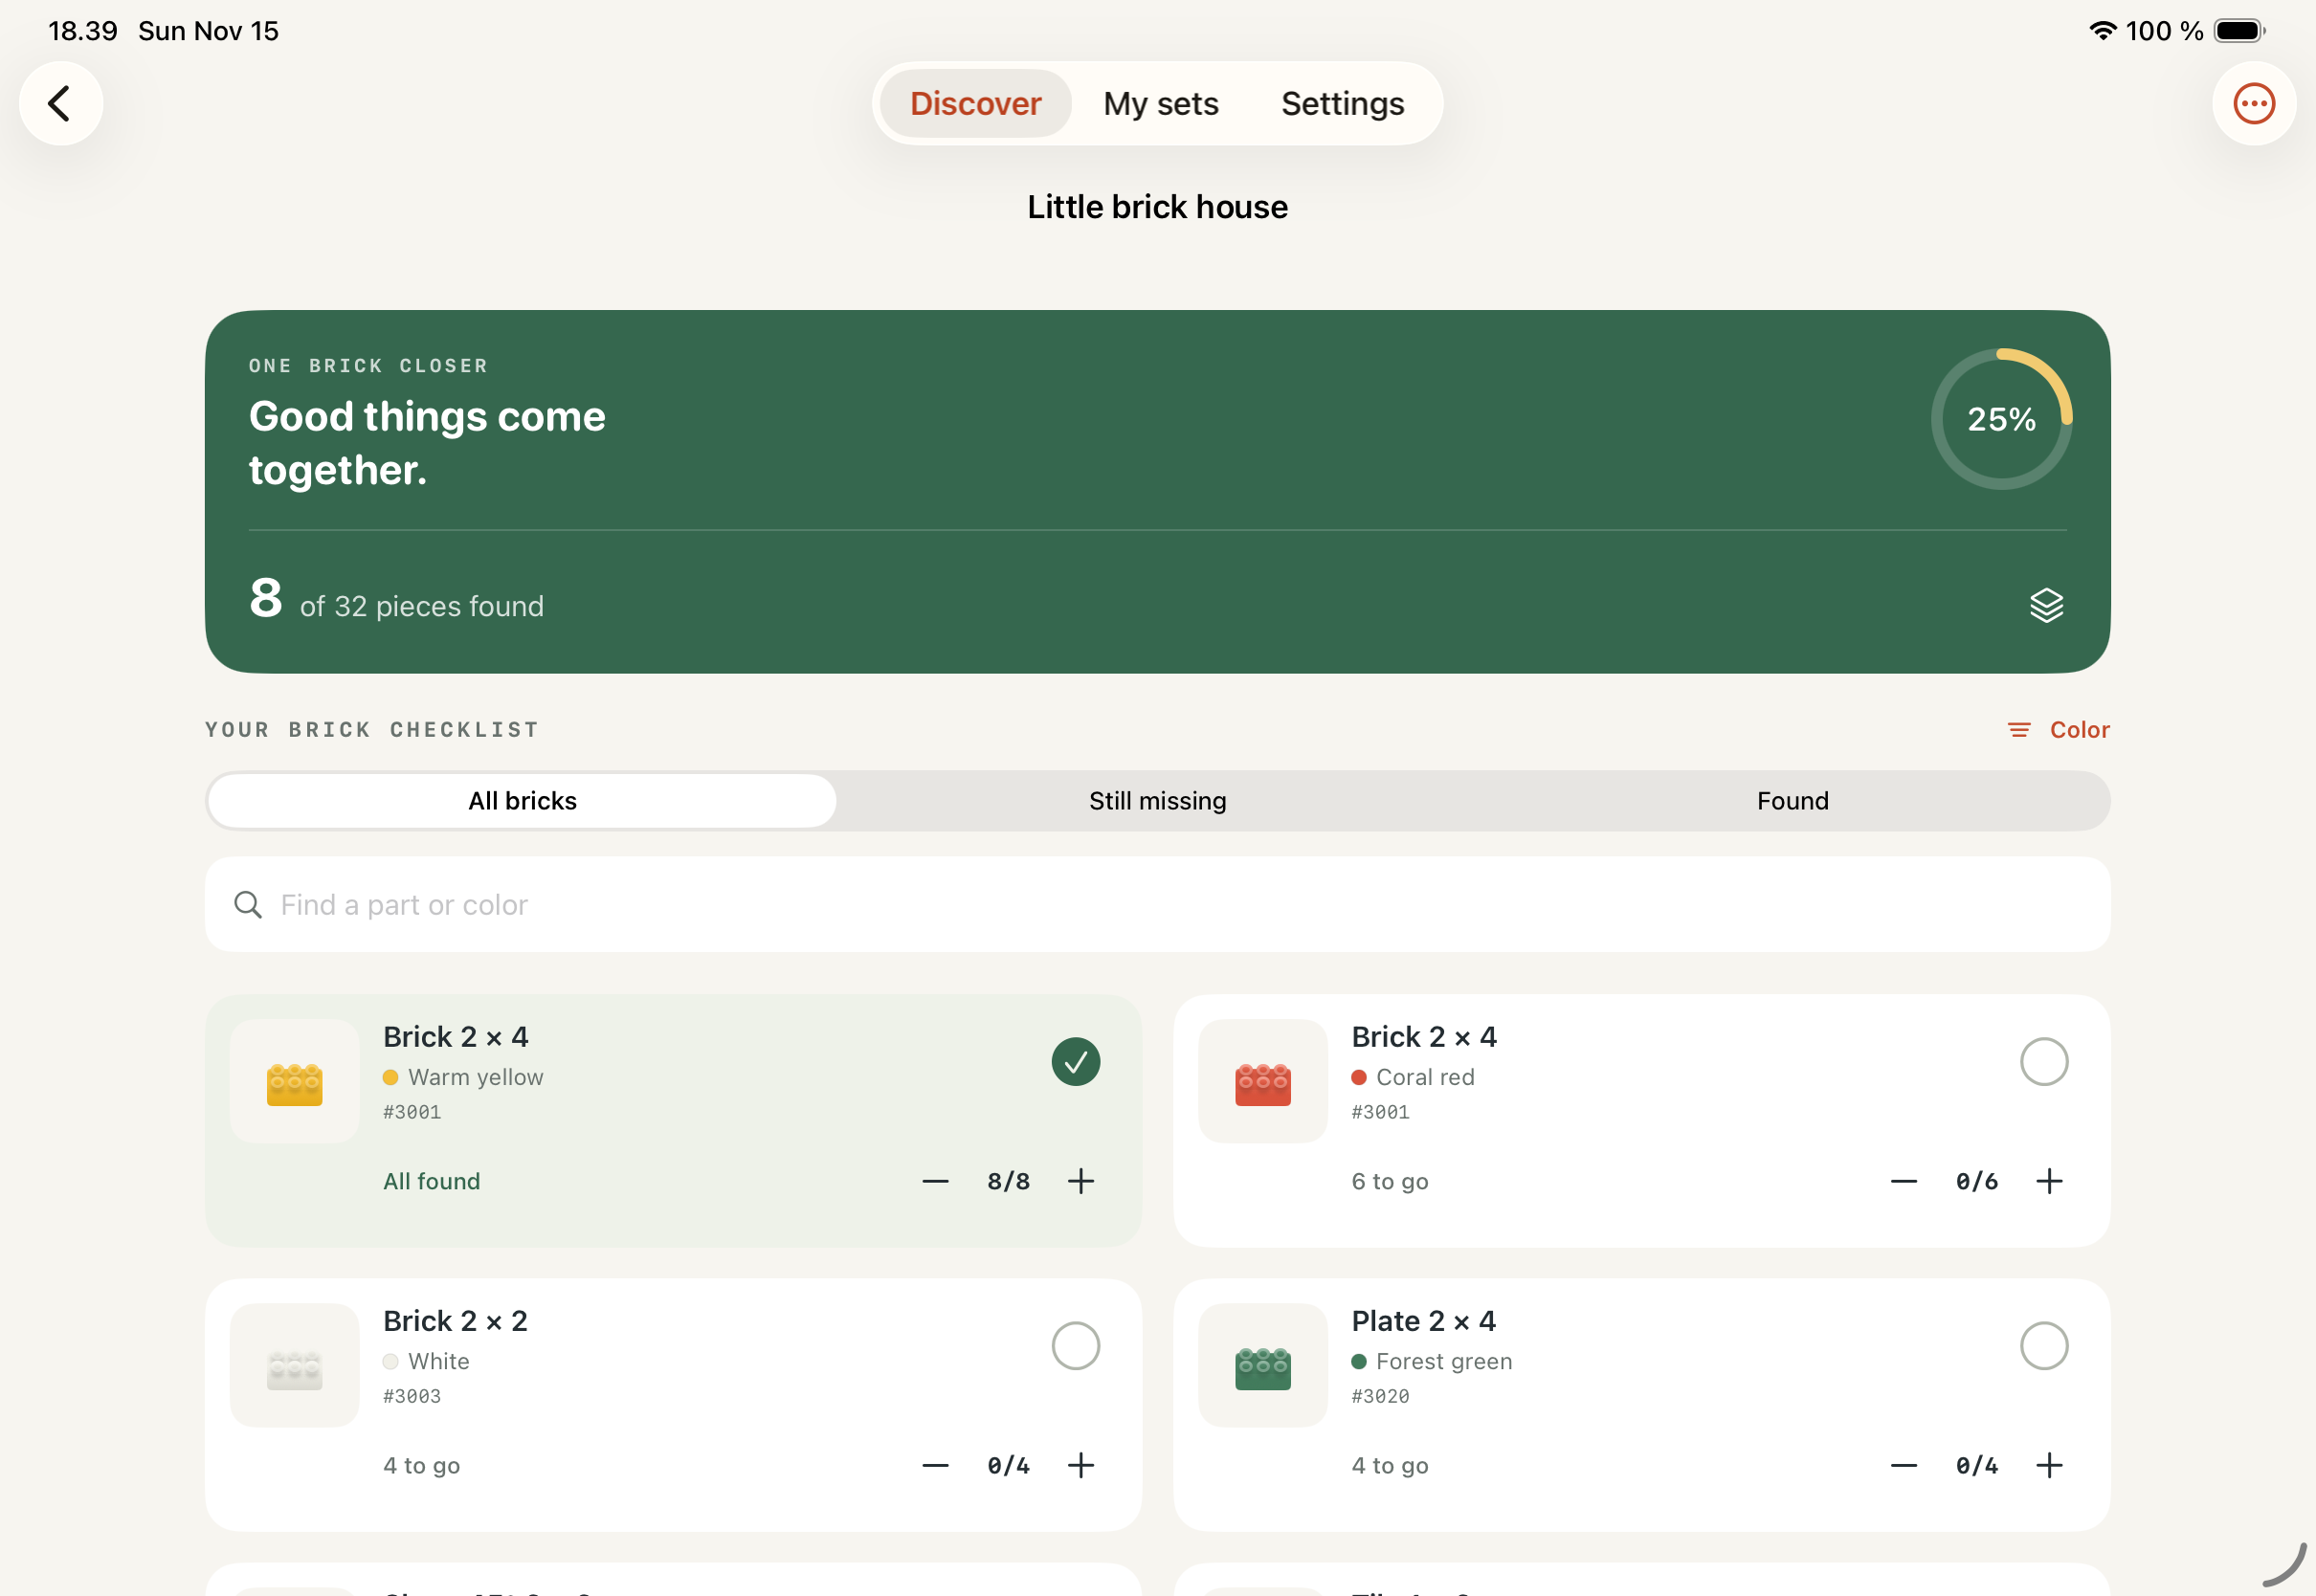 18.39 Sun Nov 15
100 %
Discover My sets Settings
Little brick house
ONE BRICK CLOSER
Good things come
together.
25%
8 of 32 pieces found
YOUR BRICK CHECKLIST
Color
All bricks Still missing Found
Find a part or color
Brick 2 × 4
Warm yellow
#3001
All found
8/8
Brick 2 × 4
Coral red
#3001
6 to go
0/6
Brick 2 × 2
White
#3003
4 to go
0/4
Plate 2 × 4
Forest green
#3020
4 to go
0/4